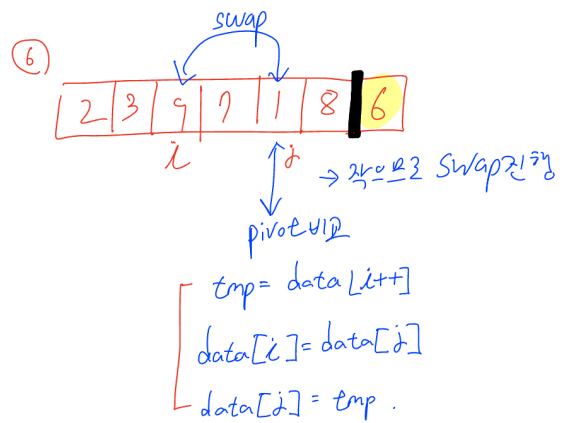 swap
⑥
2 3 9 7 1 8 6
i j
→ 작으므로 swap진행
pivot비교
tmp = data[i++]
data[i] = data[j]
data[j] = tmp.